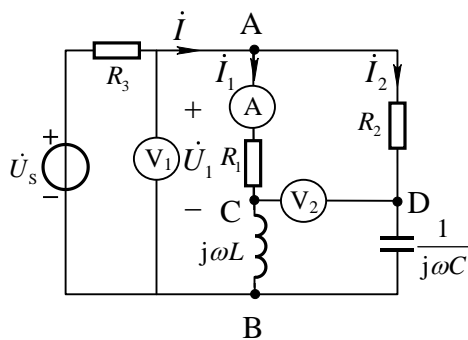 A
İ
R₃
İ₁
İ₂
+
A
R₂
+
U̇ₛ
−
V₁
U̇₁
R₁
−
C
V₂
D
jωL
1
jωC
B